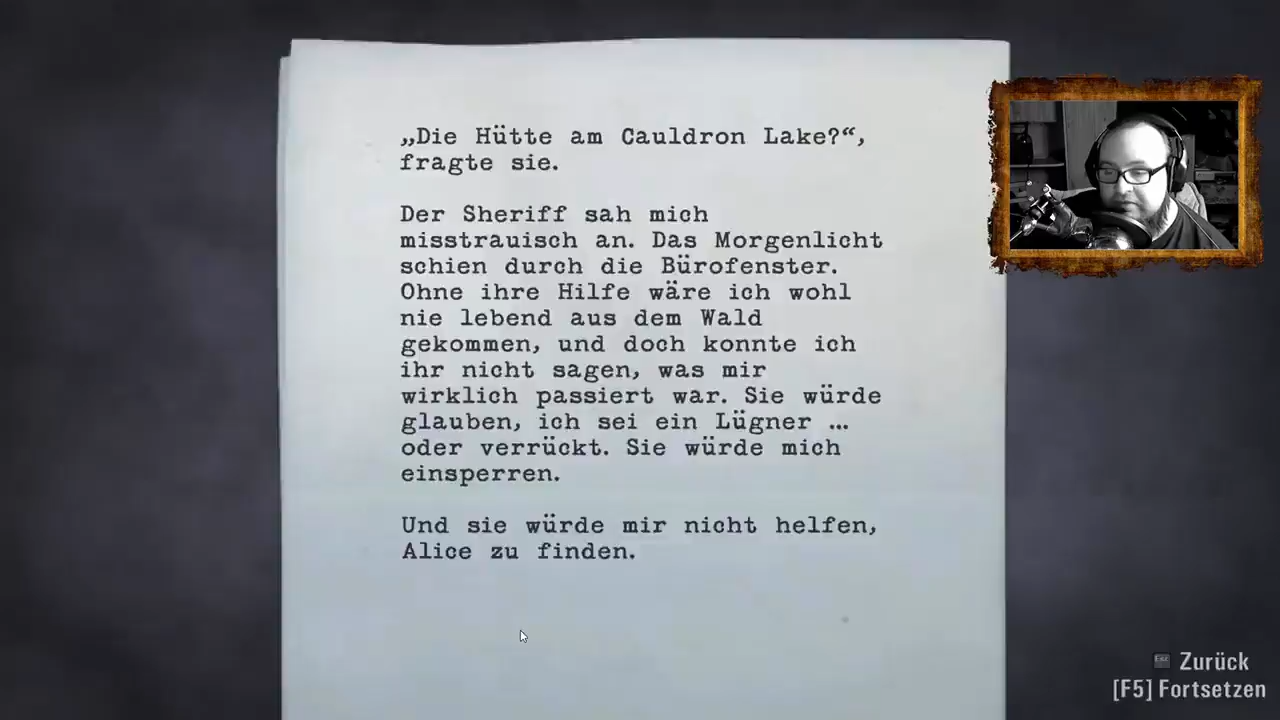 „Die Hütte am Cauldron Lake?“,
fragte sie.
Der Sheriff sah mich
misstrauisch an. Das Morgenlicht
schien durch die Bürofenster.
Ohne ihre Hilfe wäre ich wohl
nie lebend aus dem Wald
gekommen, und doch konnte ich
ihr nicht sagen, was mir
wirklich passiert war. Sie würde
glauben, ich sei ein Lügner …
oder verrückt. Sie würde mich
einsperren.
Und sie würde mir nicht helfen,
Alice zu finden.
Esc Zurück
[F5] Fortsetzen